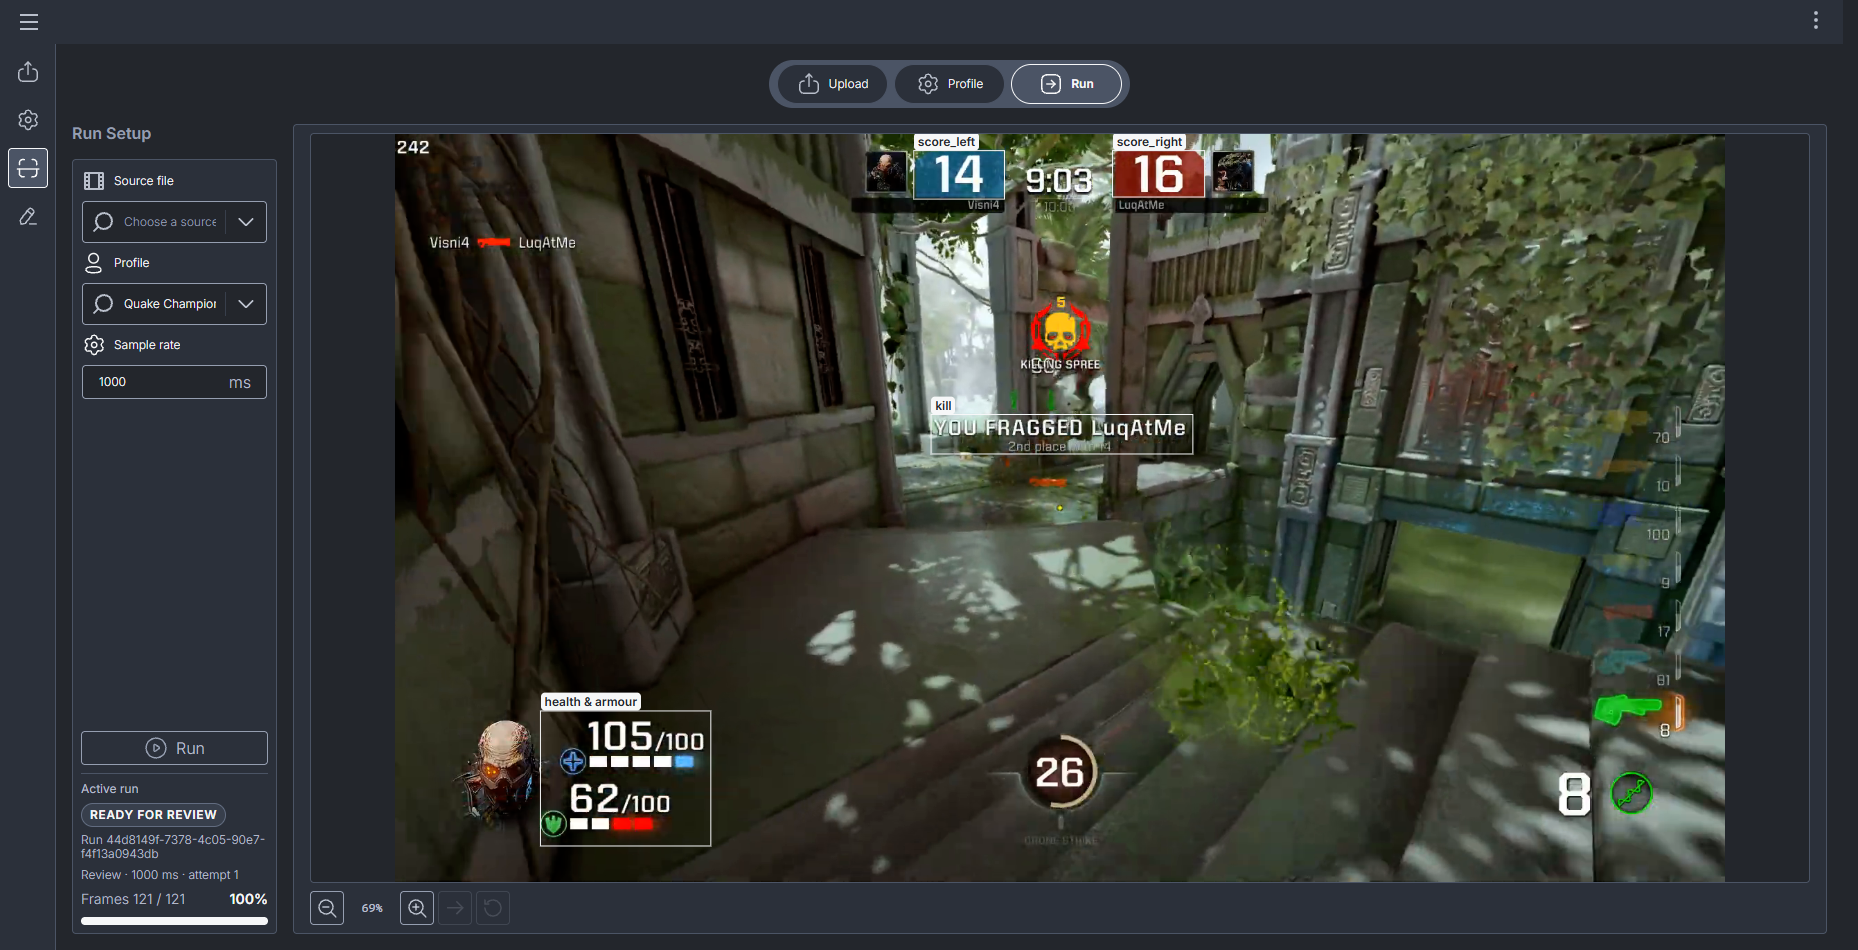 Upload
Profile
Run
Run Setup
Source file
Choose a source
Profile
Quake Champion
Sample rate
1000 ms
Run
Active run
READY FOR REVIEW
Run 44d8149f-7378-4c05-90e7-
f4f13a0943db
Review · 1000 ms · attempt 1
Frames 121 / 121 100%
242
score_left
score_right
14
9:03
16
Visni4
10:00
LuqAtMe
Visni4 LuqAtMe
5
KILLING SPREE
kill
YOU FRAGGED LuqAtMe
2nd place
70
10
100
9
17
81
8
health & armour
105/100
62/100
26
8
69%